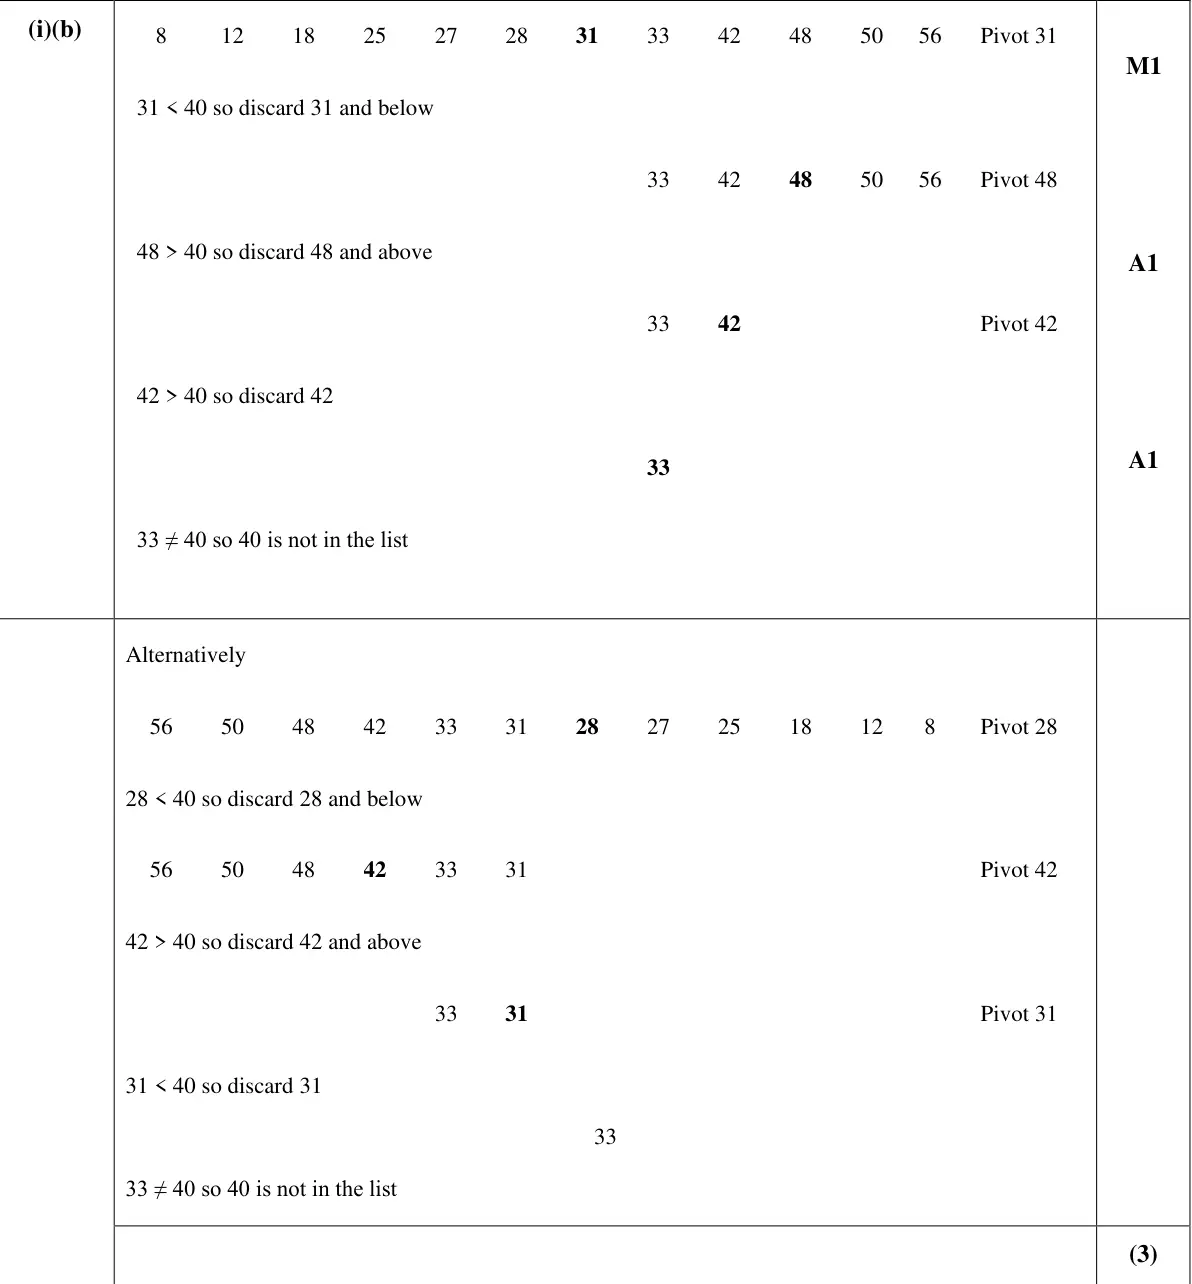 (i)(b)
8 12 18 25 27 28 31 33 42 48 50 56 Pivot 31
M1
31 < 40 so discard 31 and below
33 42 48 50 56 Pivot 48
48 > 40 so discard 48 and above
A1
33 42 Pivot 42
42 > 40 so discard 42
33
A1
33 ≠ 40 so 40 is not in the list
Alternatively
56 50 48 42 33 31 28 27 25 18 12 8 Pivot 28
28 < 40 so discard 28 and below
56 50 48 42 33 31 Pivot 42
42 > 40 so discard 42 and above
33 31 Pivot 31
31 < 40 so discard 31
33
33 ≠ 40 so 40 is not in the list
(3)